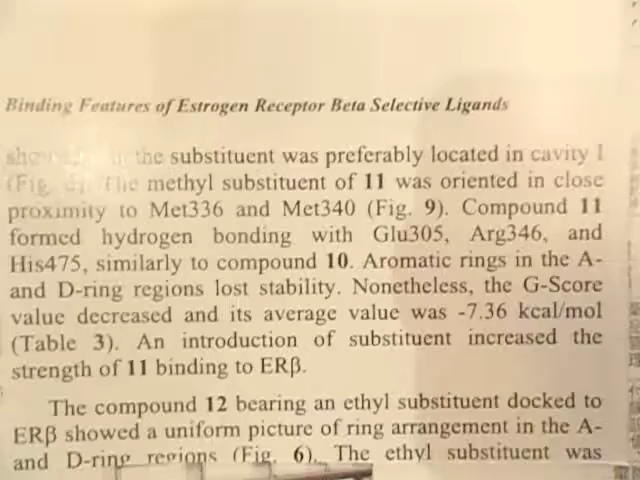 Binding Features of Estrogen Receptor Beta Selective Ligands
the substituent was preferably located in cavity I
(Fig. The methyl substituent of 11 was oriented in close
proximity to Met336 and Met340 (Fig. 9). Compound 11
formed hydrogen bonding with Glu305, Arg346, and
His475, similarly to compound 10. Aromatic rings in the A-
and D-ring regions lost stability. Nonetheless, the G-Score
value decreased and its average value was -7.36 kcal/mol
(Table 3). An introduction of substituent increased the
strength of 11 binding to ERβ.
The compound 12 bearing an ethyl substituent docked to
ERβ showed a uniform picture of ring arrangement in the A-
and D-ring regions (Fig. 6). The ethyl substituent was